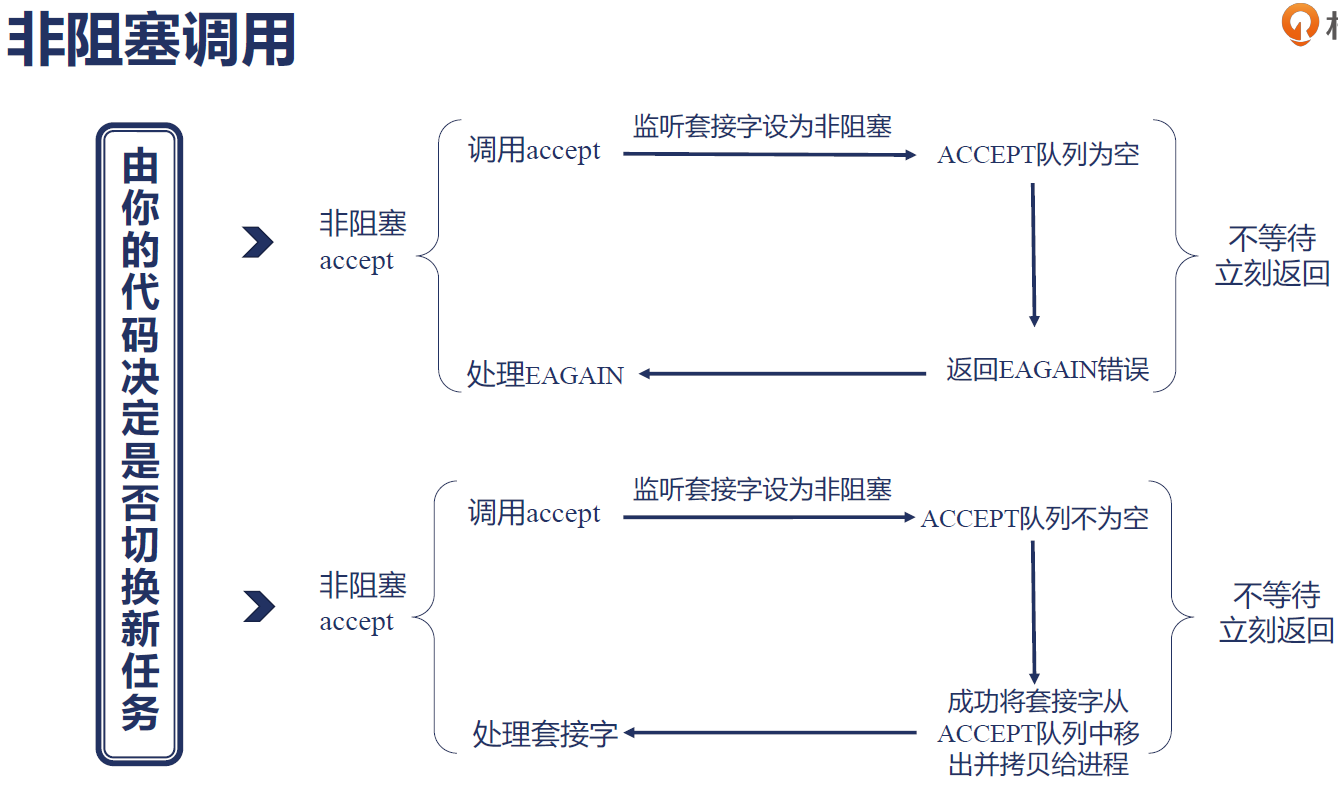 非阻塞调用
由你的代码决定是否切换新任务
非阻塞
accept
调用accept
监听套接字设为非阻塞
ACCEPT队列为空
返回EAGAIN错误
处理EAGAIN
不等待
立刻返回
非阻塞
accept
调用accept
监听套接字设为非阻塞
ACCEPT队列不为空
成功将套接字从
ACCEPT队列中移
出并拷贝给进程
处理套接字
不等待
立刻返回